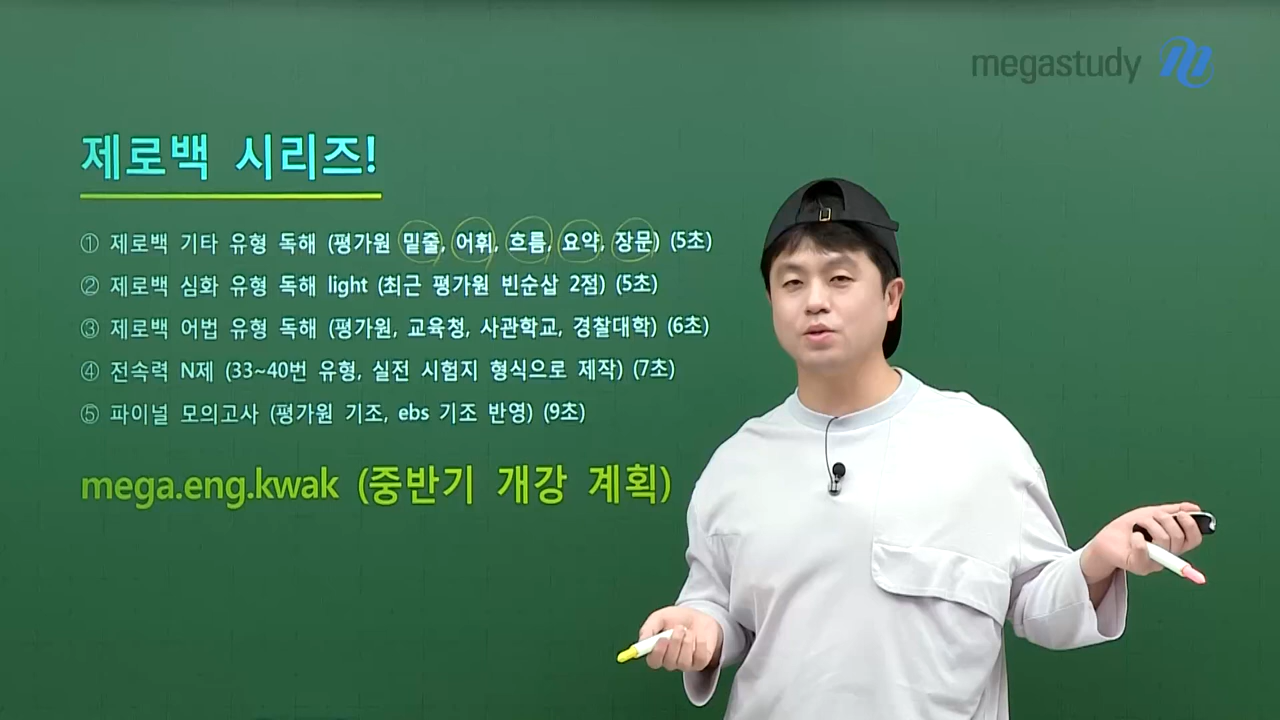 megastudy
제로백 시리즈!
① 제로백 기타 유형 독해 (평가원 밑줄, 어휘, 흐름, 요약, 장문) (5초)
② 제로백 심화 유형 독해 light (최근 평가원 빈순삽 2점) (5초)
③ 제로백 어법 유형 독해 (평가원, 교육청, 사관학교, 경찰대학) (6초)
④ 전속력 N제 (33~40번 유형, 실전 시험지 형식으로 제작) (7초)
⑤ 파이널 모의고사 (평가원 기조, ebs 기조 반영) (9초)
mega.eng.kwak (중반기 개강 계획)